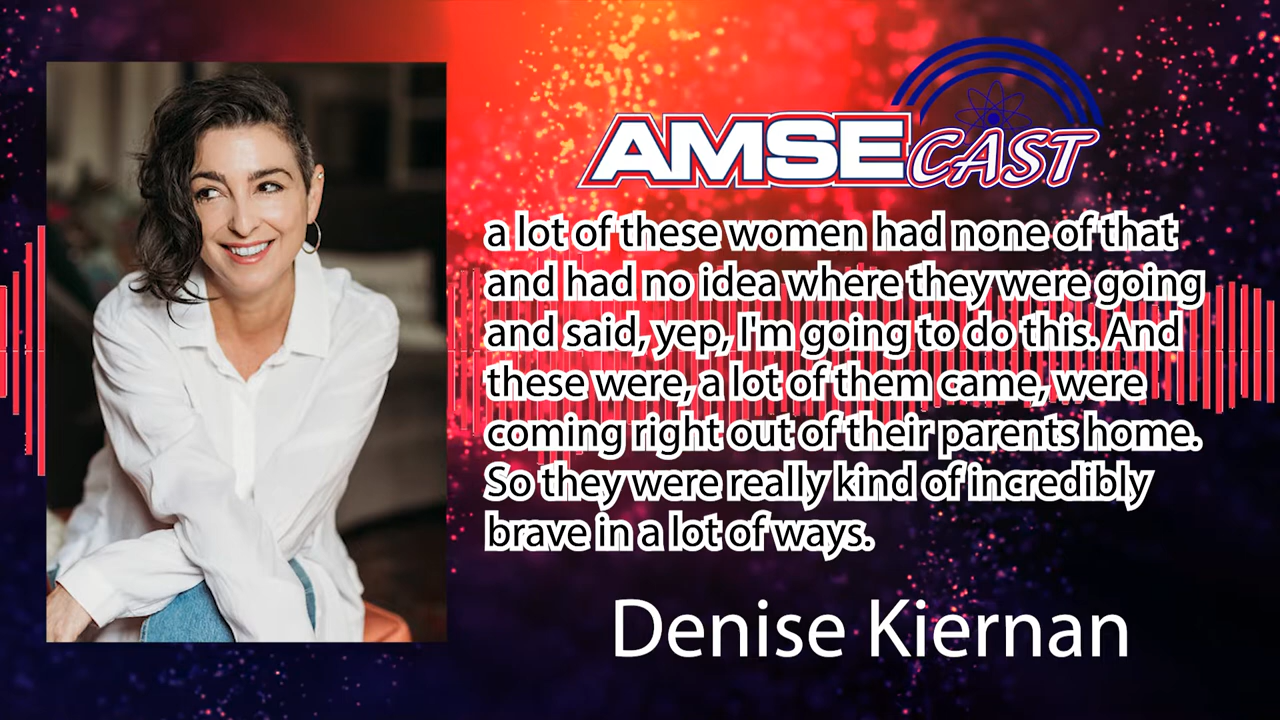 AMSECAST
a lot of these women had none of that
and had no idea where they were going
and said, yep, I'm going to do this. And
these were, a lot of them came, were
coming right out of their parents home.
So they were really kind of incredibly
brave in a lot of ways.
Denise Kiernan